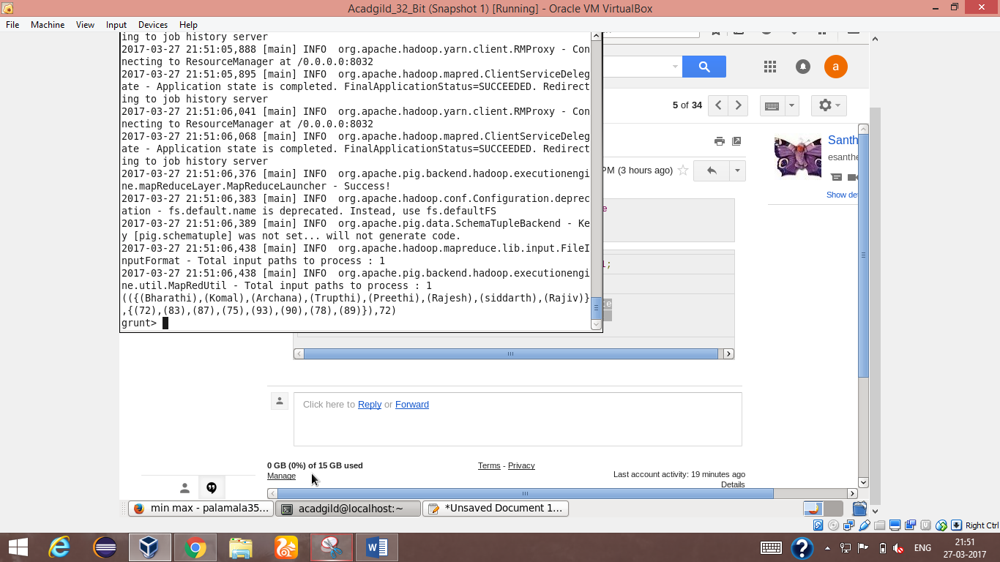 Acadgild_32_Bit (Snapshot 1) [Running] - Oracle VM VirtualBox
File Machine View Input Devices Help
ing to job history server
2017-03-27 21:51:05,888 [main] INFO  org.apache.hadoop.yarn.client.RMProxy - Con
necting to ResourceManager at /0.0.0.0:8032
2017-03-27 21:51:05,895 [main] INFO  org.apache.hadoop.mapred.ClientServiceDeleg
ate - Application state is completed. FinalApplicationStatus=SUCCEEDED. Redirect
ing to job history server
2017-03-27 21:51:06,041 [main] INFO  org.apache.hadoop.yarn.client.RMProxy - Con
necting to ResourceManager at /0.0.0.0:8032
2017-03-27 21:51:06,068 [main] INFO  org.apache.hadoop.mapred.ClientServiceDeleg
ate - Application state is completed. FinalApplicationStatus=SUCCEEDED. Redirect
ing to job history server
2017-03-27 21:51:06,376 [main] INFO  org.apache.pig.backend.hadoop.executionengi
ne.mapReduceLayer.MapReduceLauncher - Success!
2017-03-27 21:51:06,383 [main] INFO  org.apache.hadoop.conf.Configuration.deprec
ation - fs.default.name is deprecated. Instead, use fs.defaultFS
2017-03-27 21:51:06,389 [main] INFO  org.apache.pig.data.SchemaTupleBackend - Ke
y [pig.schematuple] was not set... will not generate code.
2017-03-27 21:51:06,438 [main] INFO  org.apache.hadoop.mapreduce.lib.input.FileI
nputFormat - Total input paths to process : 1
2017-03-27 21:51:06,438 [main] INFO  org.apache.pig.backend.hadoop.executionengi
ne.util.MapRedUtil - Total input paths to process : 1
(({(Bharathi),(Komal),(Archana),(Trupthi),(Preethi),(Rajesh),(siddarth),(Rajiv)}
,{(72),(83),(87),(75),(93),(90),(78),(89)}),72)
grunt>
a
5 of 34
Santh
esanthe
PM (3 hours ago)
Show de
e
1;
te
Click here to Reply or Forward
0 GB (0%) of 15 GB used
Manage
Terms - Privacy
Last account activity: 19 minutes ago
Details
min max - palamala35...
acadgild@localhost:~
*Unsaved Document 1...
Right Ctrl
ENG
21:51
27-03-2017